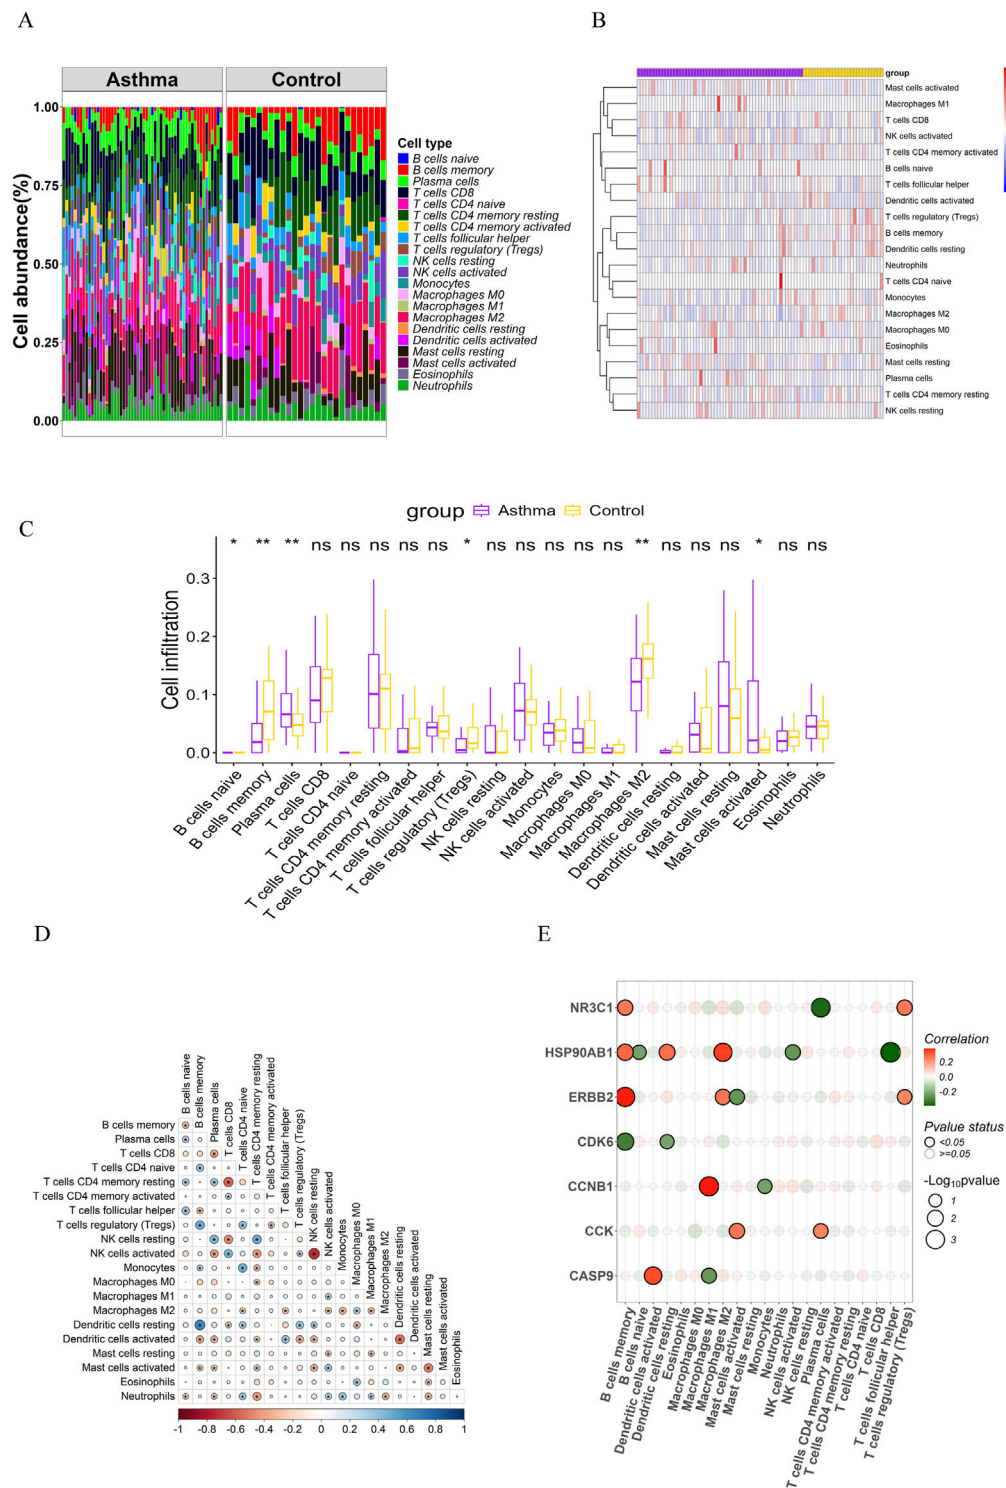 A
Asthma
Control
Cell abundance(%)
1.00
0.75
0.50
0.25
0.00
Cell type
B cells naive
B cells memory
Plasma cells
T cells CD8
T cells CD4 naive
T cells CD4 memory resting
T cells CD4 memory activated
T cells follicular helper
T cells regulatory (Tregs)
NK cells resting
NK cells activated
Monocytes
Macrophages M0
Macrophages M1
Macrophages M2
Dendritic cells resting
Dendritic cells activated
Mast cells resting
Mast cells activated
Eosinophils
Neutrophils
B
group
Mast cells activated
Macrophages M1
T cells CD8
NK cells activated
T cells CD4 memory activated
B cells naive
T cells follicular helper
Dendritic cells activated
T cells regulatory (Tregs)
B cells memory
Dendritic cells resting
Neutrophils
T cells CD4 naive
Monocytes
Macrophages M2
Macrophages M0
Eosinophils
Mast cells resting
Plasma cells
T cells CD4 memory resting
NK cells resting
C
group Asthma Control
* ** ** ns ns ns ns ns * ns ns ns ns ns ** ns ns ns * ns ns
Cell infiltration
0.3
0.2
0.1
0.0
B cells naive
B cells memory
Plasma cells
T cells CD8
T cells CD4 naive
T cells CD4 memory resting
T cells CD4 memory activated
T cells follicular helper
T cells regulatory (Tregs)
NK cells resting
NK cells activated
Monocytes
Macrophages M0
Macrophages M1
Macrophages M2
Dendritic cells resting
Dendritic cells activated
Mast cells resting
Mast cells activated
Eosinophils
Neutrophils
D
B cells naive
B cells memory
Plasma cells
T cells CD8
T cells CD4 naive
T cells CD4 memory resting
T cells CD4 memory activated
T cells follicular helper
T cells regulatory (Tregs)
NK cells resting
NK cells activated
Monocytes
Macrophages M0
Macrophages M1
Macrophages M2
Dendritic cells resting
Dendritic cells activated
Mast cells resting
Mast cells activated
Eosinophils
B cells memory
Plasma cells
T cells CD8
T cells CD4 naive
T cells CD4 memory resting
T cells CD4 memory activated
T cells follicular helper
T cells regulatory (Tregs)
NK cells resting
NK cells activated
Monocytes
Macrophages M0
Macrophages M1
Macrophages M2
Dendritic cells resting
Dendritic cells activated
Mast cells resting
Mast cells activated
Eosinophils
Neutrophils
-1 -0.8 -0.6 -0.4 -0.2 0 0.2 0.4 0.6 0.8 1
E
NR3C1
HSP90AB1
ERBB2
CDK6
CCNB1
CCK
CASP9
Correlation
0.2
0.0
-0.2
Pvalue status
<0.05
>=0.05
-Log10pvalue
1
2
3
B cells memory
B cells naive
Dendritic cells activated
Dendritic cells resting
Eosinophils
Macrophages M0
Macrophages M1
Macrophages M2
Mast cells activated
Mast cells resting
Monocytes
Neutrophils
NK cells activated
NK cells resting
Plasma cells
T cells CD4 memory activated
T cells CD4 memory resting
T cells CD4 naive
T cells CD8
T cells follicular helper
T cells regulatory (Tregs)